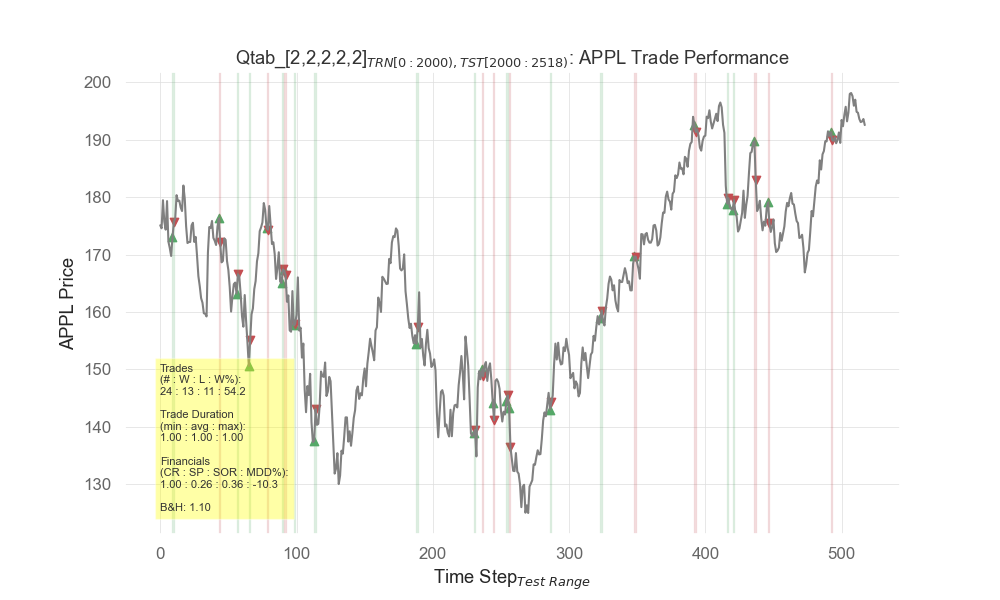 Qtab_[2,2,2,2,2]TRN[0 : 2000), TST[2000 : 2518): APPL Trade Performance
200
190
180
170
160
150
140
130
APPL Price
Trades
(# : W : L : W%):
24 : 13 : 11 : 54.2
Trade Duration
(min : avg : max):
1.00 : 1.00 : 1.00
Financials
(CR : SP : SOR : MDD%):
1.00 : 0.26 : 0.36 : -10.3
B&H: 1.10
0 100 200 300 400 500
Time StepTest Range